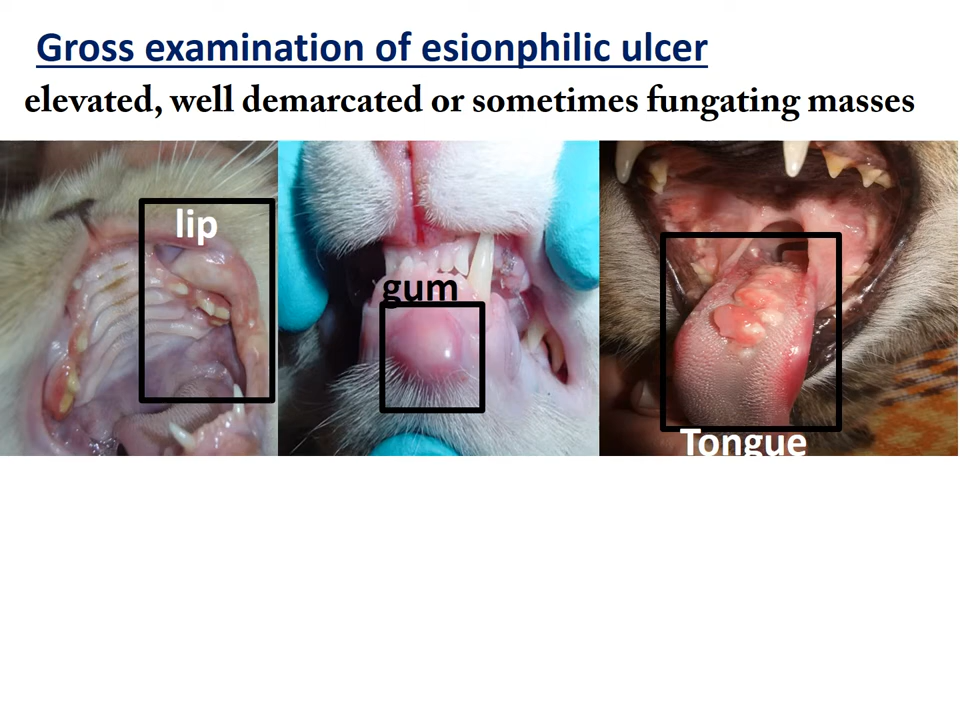 Gross examination of esionphilic ulcer
elevated, well demarcated or sometimes fungating masses
lip
gum
Tongue